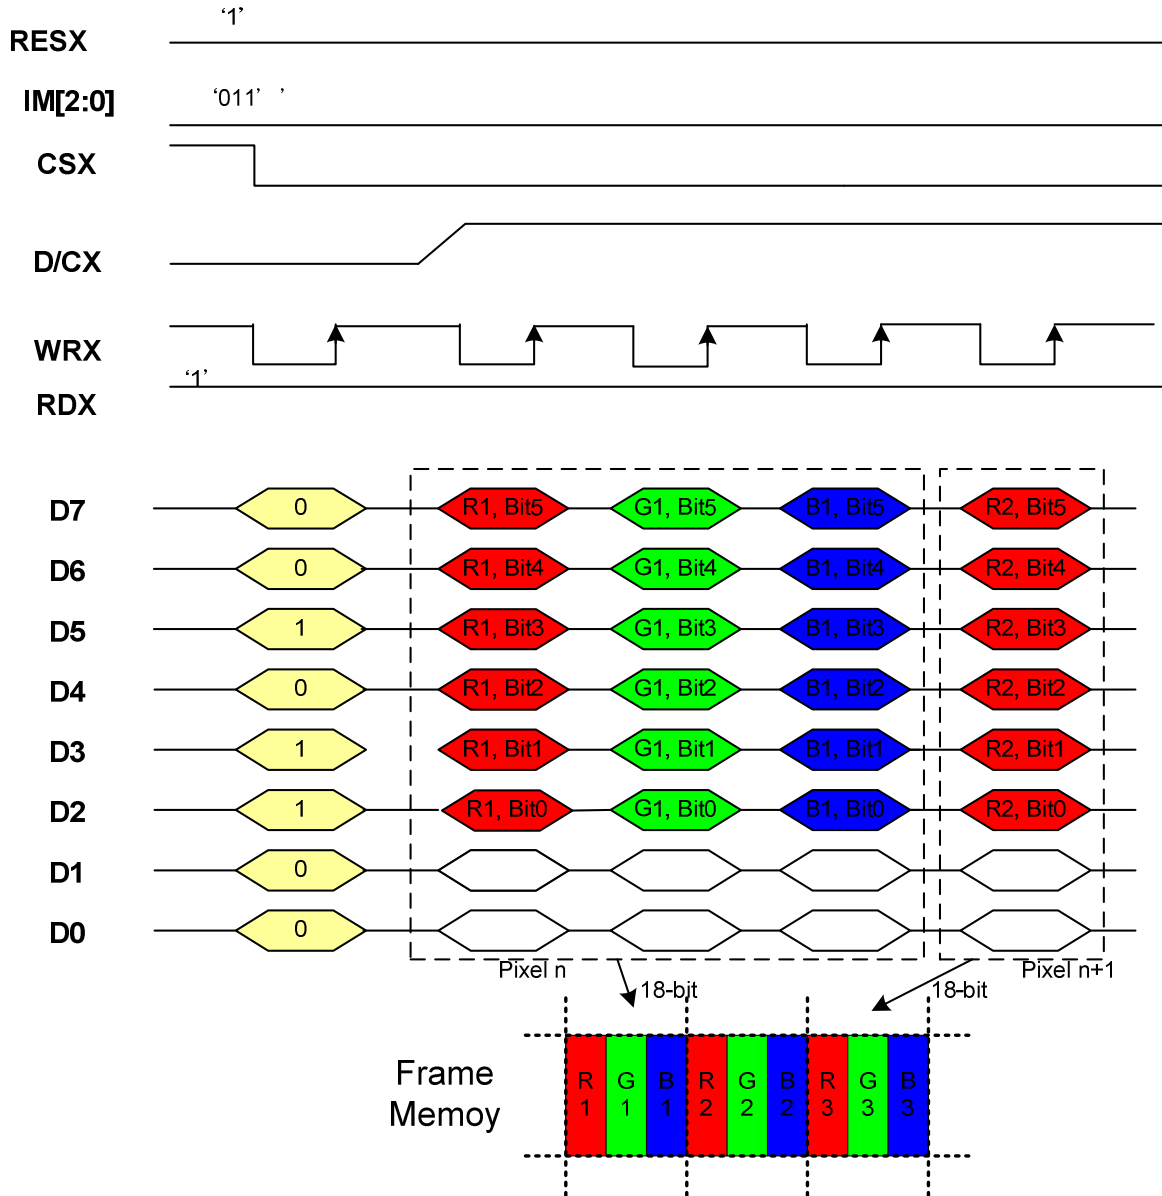 ‘1’
RESX
IM[2:0] ‘011’ ’
CSX
D/CX
WRX
‘1’
RDX
D7 0 R1, Bit5 G1, Bit5 B1, Bit5 R2, Bit5
D6 0 R1, Bit4 G1, Bit4 B1, Bit4 R2, Bit4
D5 1 R1, Bit3 G1, Bit3 B1, Bit3 R2, Bit3
D4 0 R1, Bit2 G1, Bit2 B1, Bit2 R2, Bit2
D3 1 R1, Bit1 G1, Bit1 B1, Bit1 R2, Bit1
D2 1 R1, Bit0 G1, Bit0 B1, Bit0 R2, Bit0
D1 0
D0 0
Pixel n Pixel n+1
18-bit 18-bit
Frame
Memoy
R G B R G B R G B
1 1 1 2 2 2 3 3 3